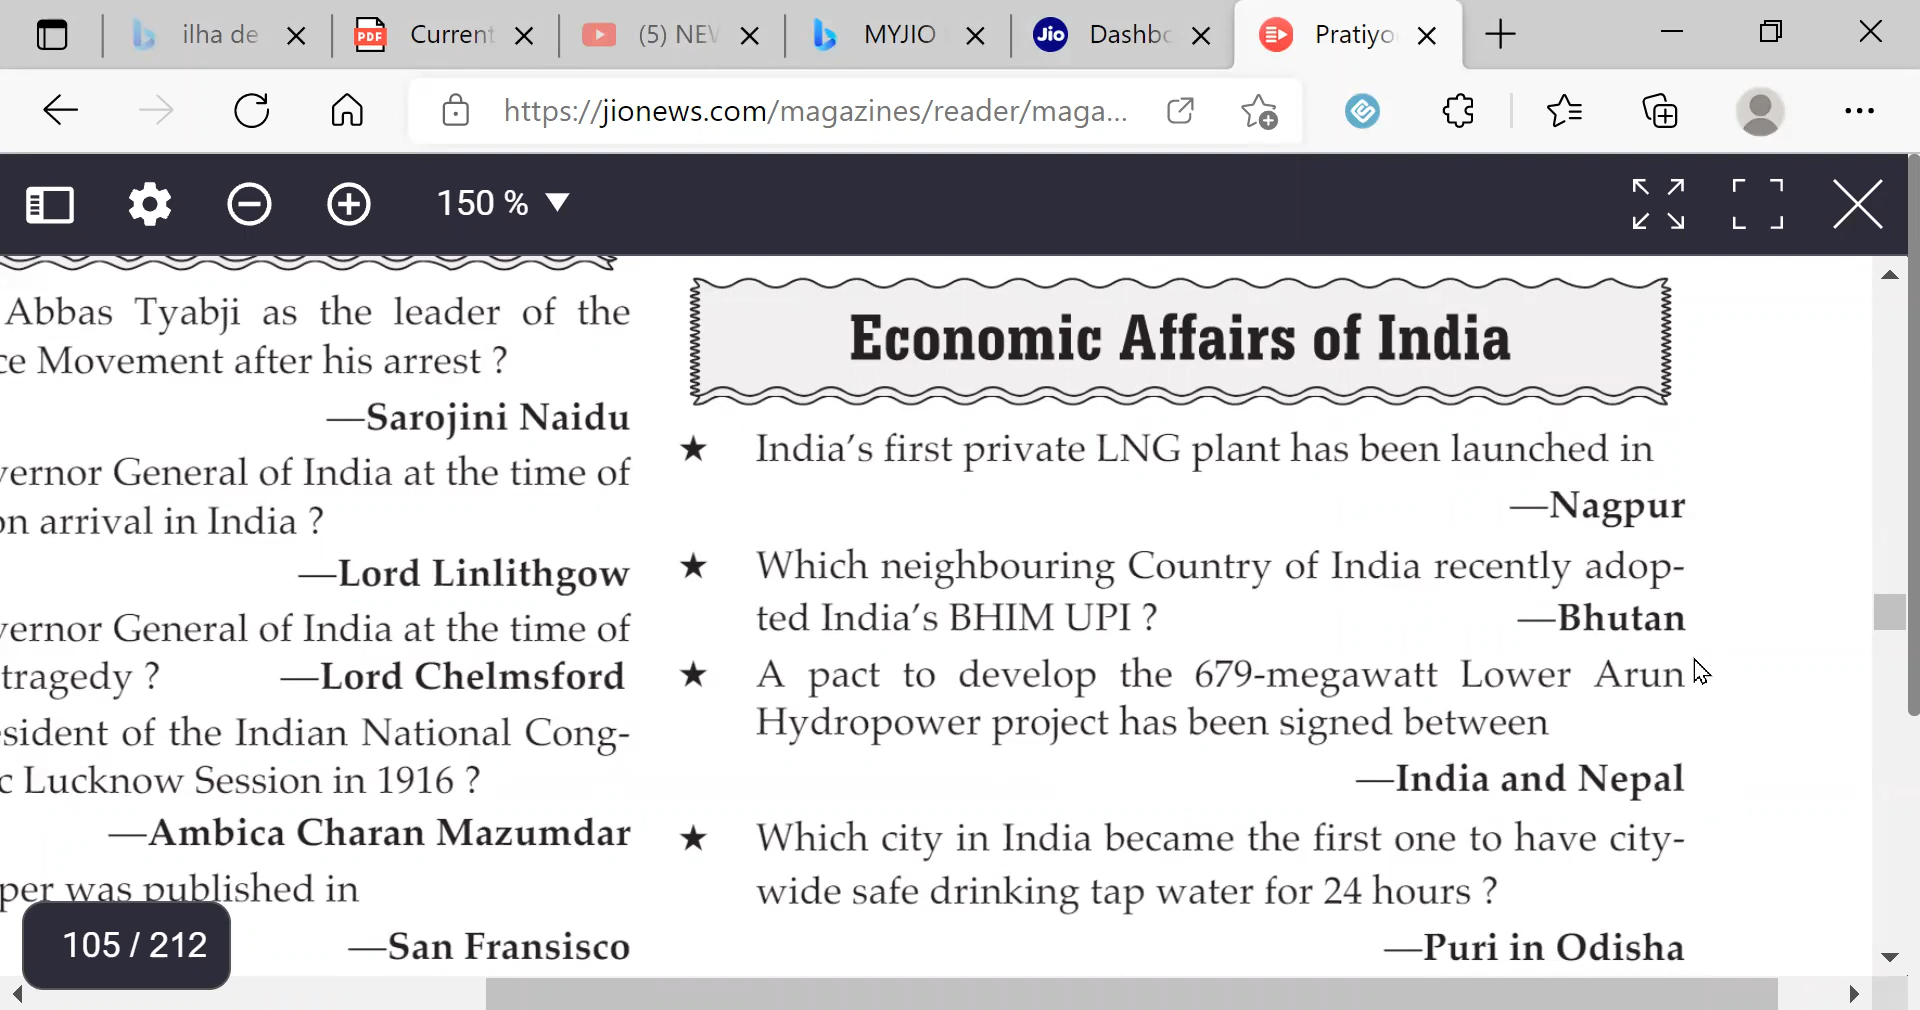 ilha de
Current
(5) NEV
MYJIO
Jio
Dashbo
Pratiyo
https://jionews.com/magazines/reader/maga...
150 %
Abbas Tyabji as the leader of the
ce Movement after his arrest ?
—Sarojini Naidu
vernor General of India at the time of
on arrival in India ?
—Lord Linlithgow
vernor General of India at the time of
tragedy ? —Lord Chelmsford
esident of the Indian National Cong-
c Lucknow Session in 1916 ?
—Ambica Charan Mazumdar
per was published in
—San Fransisco
105 / 212
Economic Affairs of India
★ India's first private LNG plant has been launched in
—Nagpur
★ Which neighbouring Country of India recently adop-
ted India's BHIM UPI ? —Bhutan
★ A pact to develop the 679-megawatt Lower Arun
Hydropower project has been signed between
—India and Nepal
★ Which city in India became the first one to have city-
wide safe drinking tap water for 24 hours ?
—Puri in Odisha